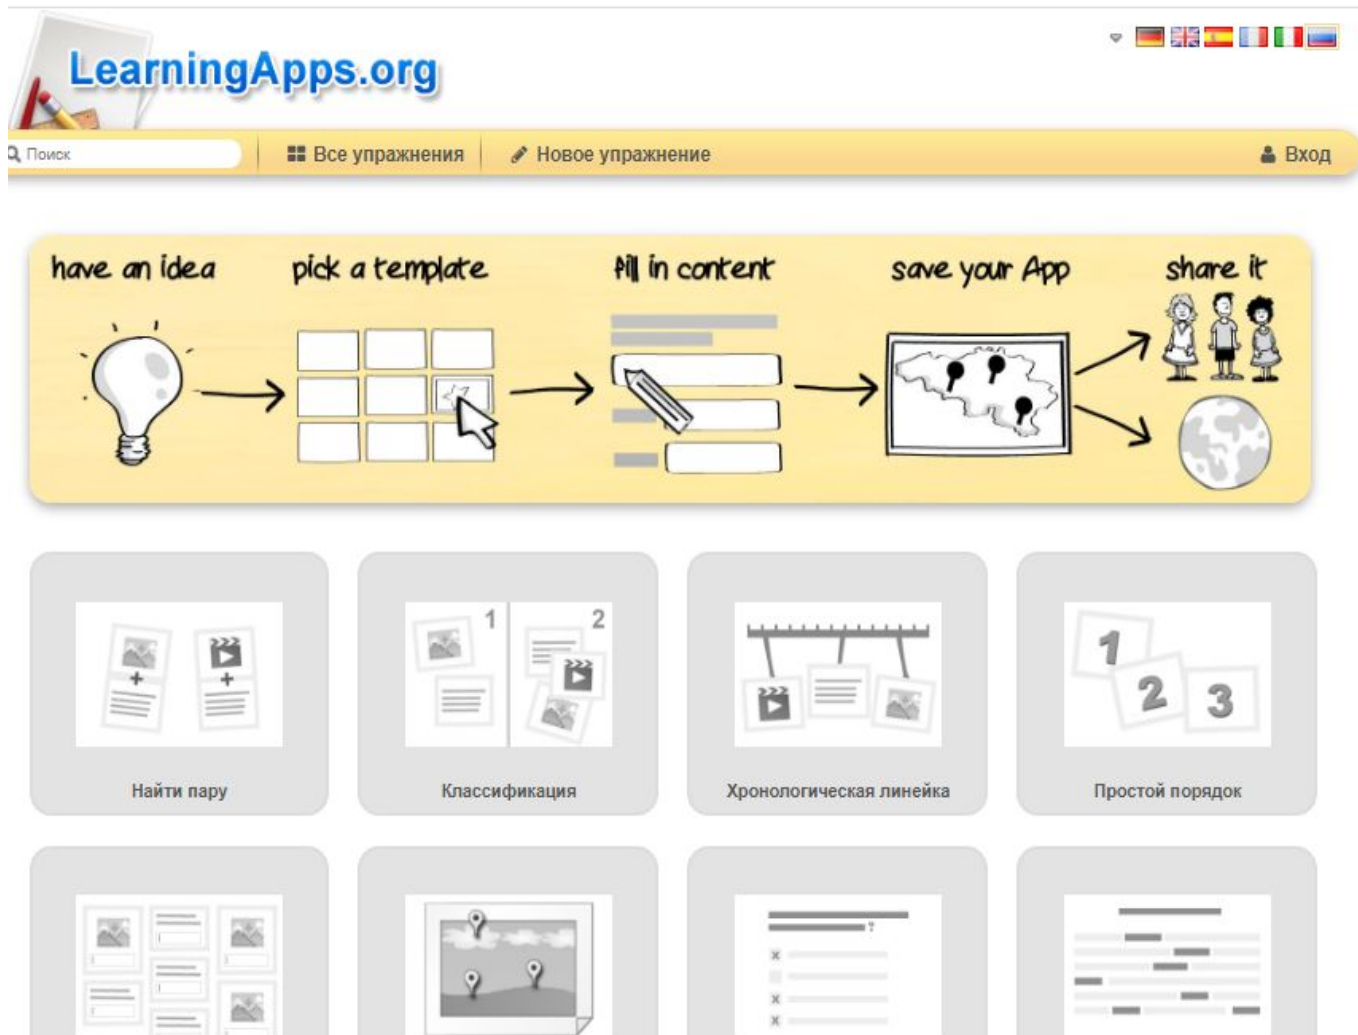 LearningApps.org
Поиск
Все упражнения
Новое упражнение
Вход
have an idea
pick a template
fill in content
save your App
share it
1
2
1
2
3
Найти пару
Классификация
Хронологическая линейка
Простой порядок
?
x
x
x